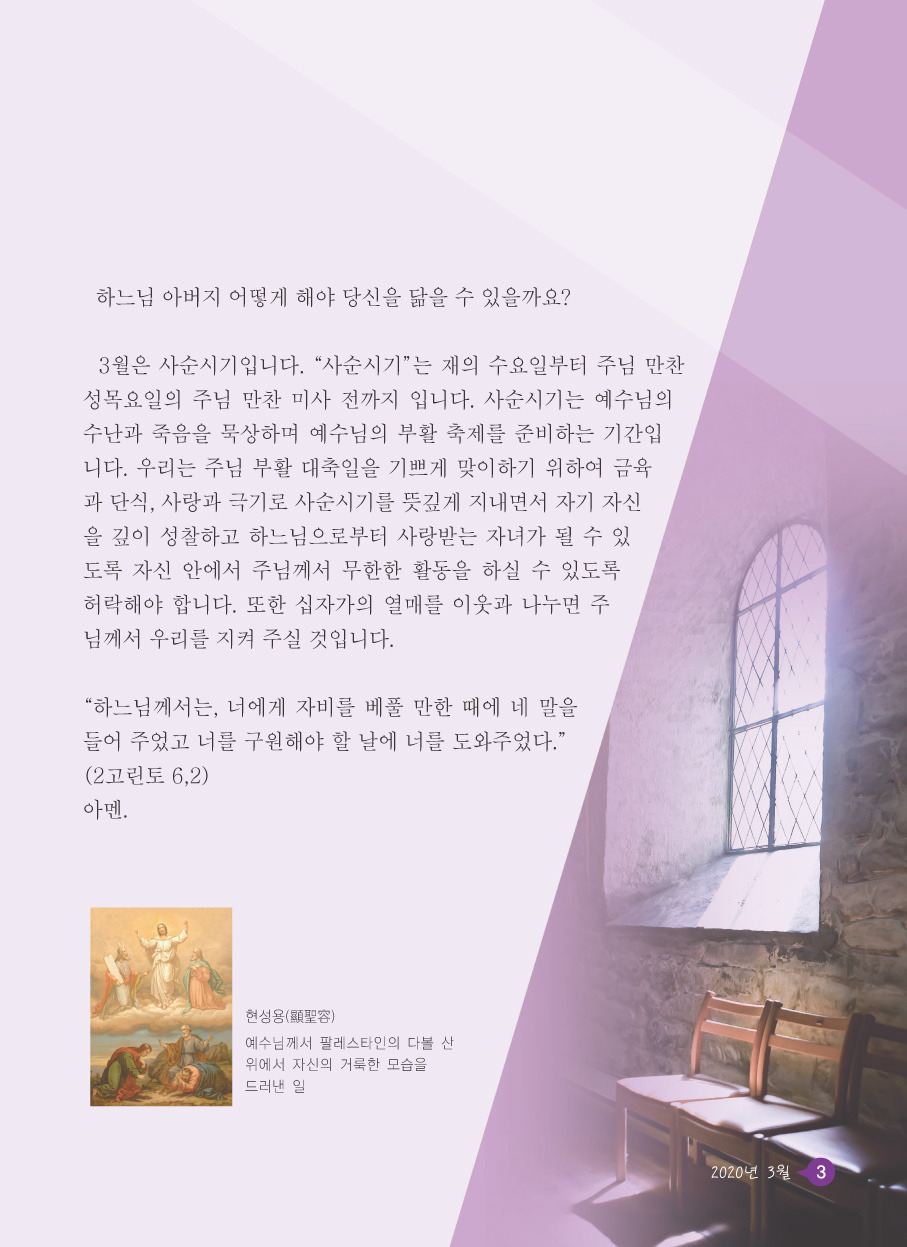 하느님 아버지 어떻게 해야 당신을 닮을 수 있을까요?
3월은 사순시기입니다. “사순시기”는 재의 수요일부터 주님 만찬
성목요일의 주님 만찬 미사 전까지 입니다. 사순시기는 예수님의
수난과 죽음을 묵상하며 예수님의 부활 축제를 준비하는 기간입
니다. 우리는 주님 부활 대축일을 기쁘게 맞이하기 위하여 금육
과 단식, 사랑과 극기로 사순시기를 뜻깊게 지내면서 자기 자신
을 깊이 성찰하고 하느님으로부터 사랑받는 자녀가 될 수 있
도록 자신 안에서 주님께서 무한한 활동을 하실 수 있도록
허락해야 합니다. 또한 십자가의 열매를 이웃과 나누면 주
님께서 우리를 지켜 주실 것입니다.
“하느님께서는, 너에게 자비를 베풀 만한 때에 네 말을
들어 주었고 너를 구원해야 할 날에 너를 도와주었다.”
(2고린토 6,2)
아멘.
현성용(顯聖容)
예수님께서 팔레스타인의 다볼 산
위에서 자신의 거룩한 모습을
드러낸 일
2020년 3월 3